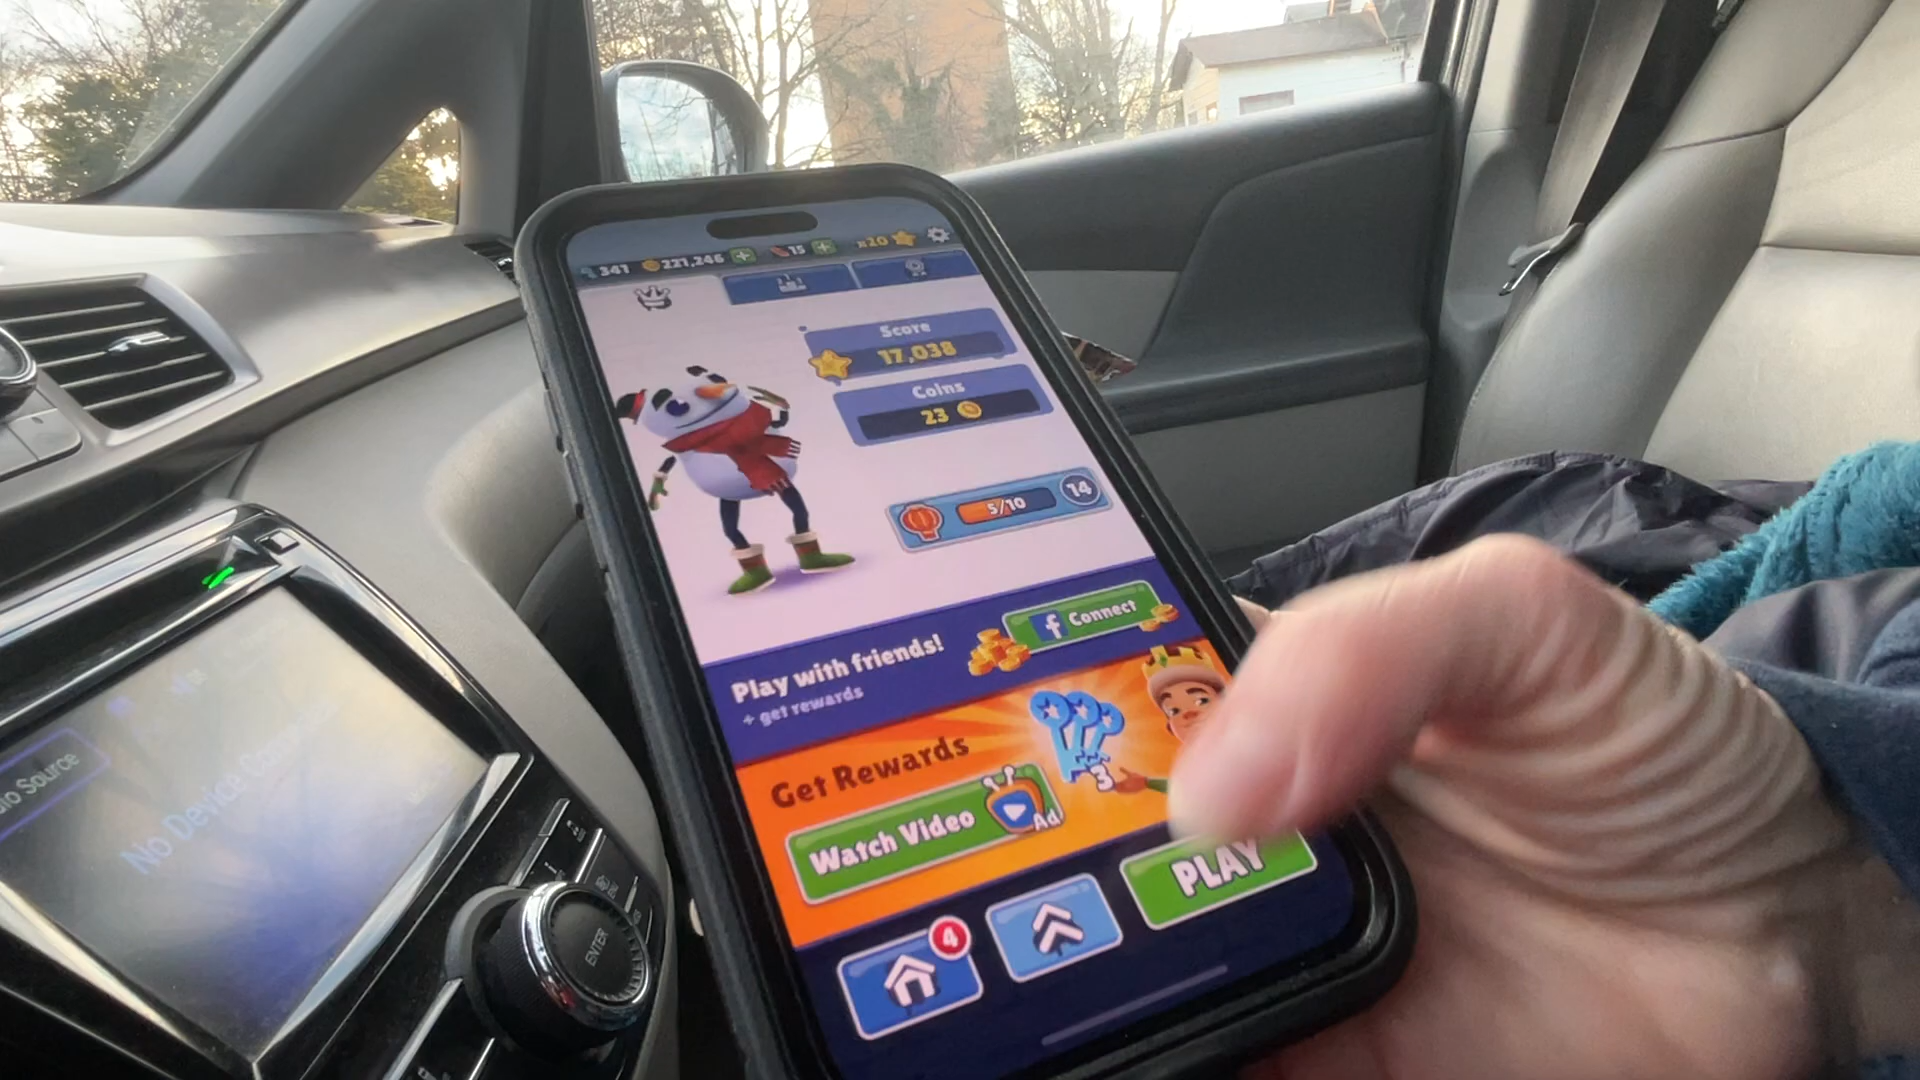 341 221,246 15 x20
Score
17,038
Coins
23
5/10 14
Play with friends!
+ get rewards
Connect
Get Rewards
3
Watch Video
Ad
PLAY
4
No Device
Source
ENTER